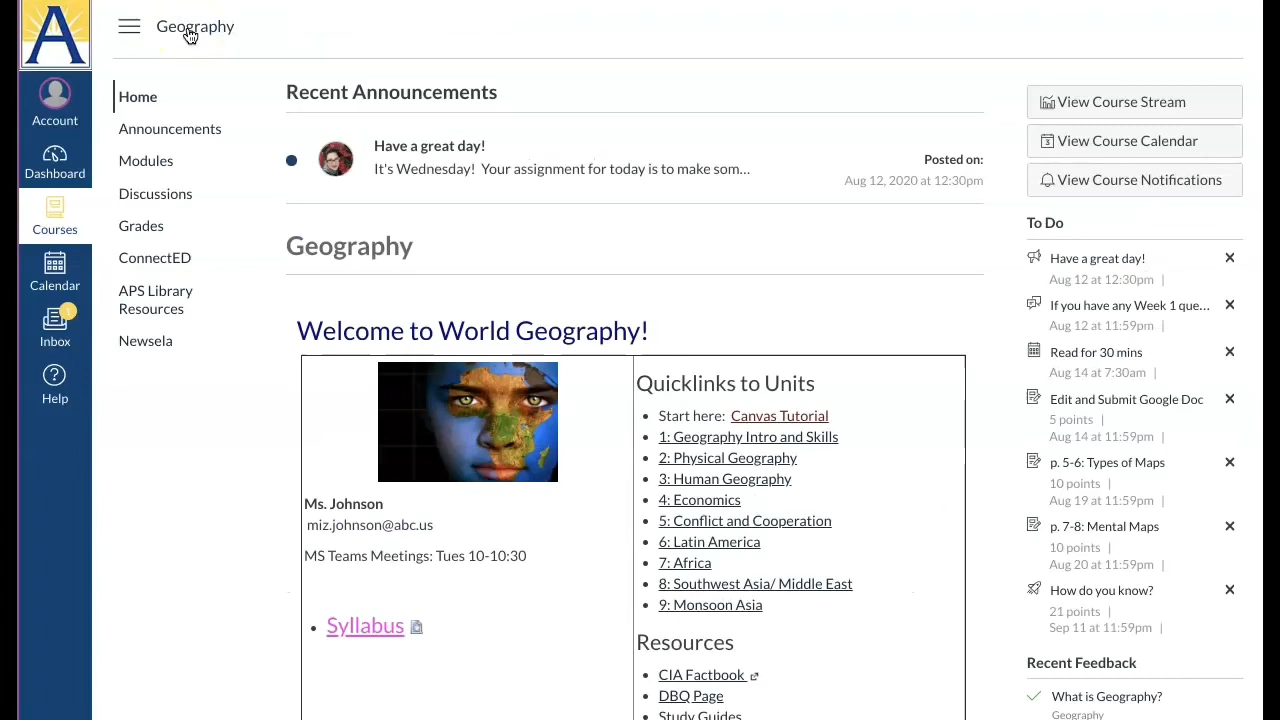 A
Geography
Account
Dashboard
Courses
Calendar
1
Inbox
Help
Home
Announcements
Modules
Discussions
Grades
ConnectED
APS Library
Resources
Newsela
Recent Announcements
Have a great day!
It's Wednesday!  Your assignment for today is to make som...
Posted on:
Aug 12, 2020 at 12:30pm
Geography
Welcome to World Geography!
Ms. Johnson
miz.johnson@abc.us
MS Teams Meetings: Tues 10-10:30
Syllabus
Quicklinks to Units
Start here:  Canvas Tutorial
1: Geography Intro and Skills
2: Physical Geography
3: Human Geography
4: Economics
5: Conflict and Cooperation
6: Latin America
7: Africa
8: Southwest Asia/ Middle East
9: Monsoon Asia
Resources
CIA Factbook
DBQ Page
Study Guides
View Course Stream
View Course Calendar
View Course Notifications
To Do
Have a great day!
Aug 12 at 12:30pm |
If you have any Week 1 que...
Aug 12 at 11:59pm |
Read for 30 mins
Aug 14 at 7:30am |
Edit and Submit Google Doc
5 points |
Aug 14 at 11:59pm |
p. 5-6: Types of Maps
10 points |
Aug 19 at 11:59pm |
p. 7-8: Mental Maps
10 points |
Aug 20 at 11:59pm |
How do you know?
21 points |
Sep 11 at 11:59pm |
Recent Feedback
What is Geography?
Geography